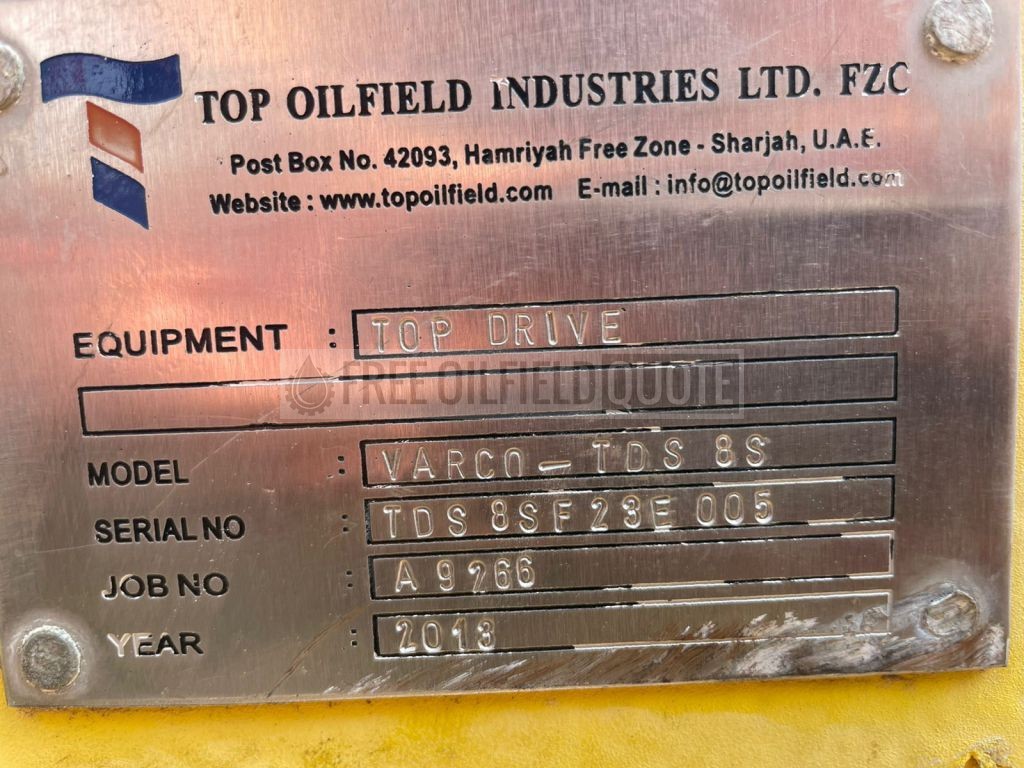 TOP OILFIELD INDUSTRIES LTD. FZC
Post Box No. 42093, Hamriyah Free Zone - Sharjah, U.A.E.
Website : www.topoilfield.com E-mail : info@topoilfield.com
EQUIPMENT : TOP DRIVE
FREE OILFIELD QUOTE
MODEL : VARCO - TDS 8S
SERIAL NO : TDS 8SF23E 005
JOB NO : A9266
YEAR : 2013